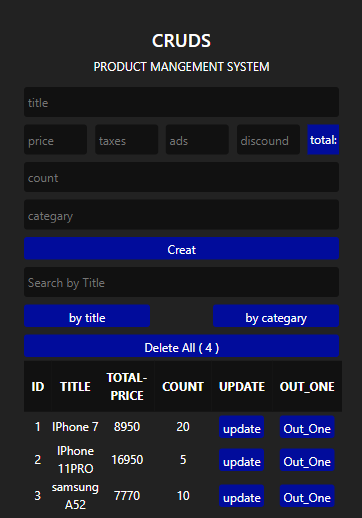 CRUDS
PRODUCT MANGEMENT SYSTEM
title
price taxes ads discound total:
count
categary
Creat
Search by Title
by title by categary
Delete All ( 4 )
ID TITLE TOTAL-PRICE COUNT UPDATE OUT_ONE
1 IPhone 7 8950 20 update Out_One
2 IPhone 11PRO 16950 5 update Out_One
3 samsung A52 7770 10 update Out_One